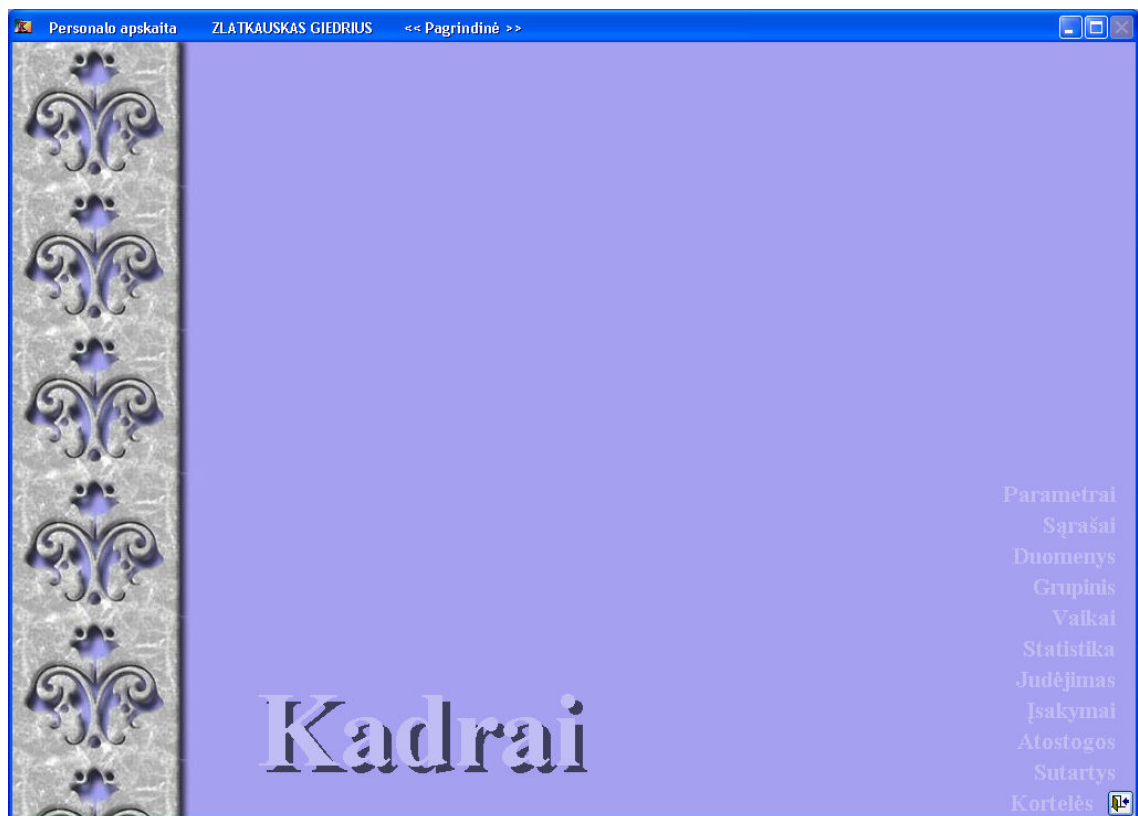 Personalo apskaita ZLATKAUSKAS GIEDRIUS << Pagrindinė >>
Parametrai
Sąrašai
Duomenys
Grupinis
Vaikai
Statistika
Judėjimas
Įsakymai
Atostogos
Sutartys
Kortelės
Kadrai